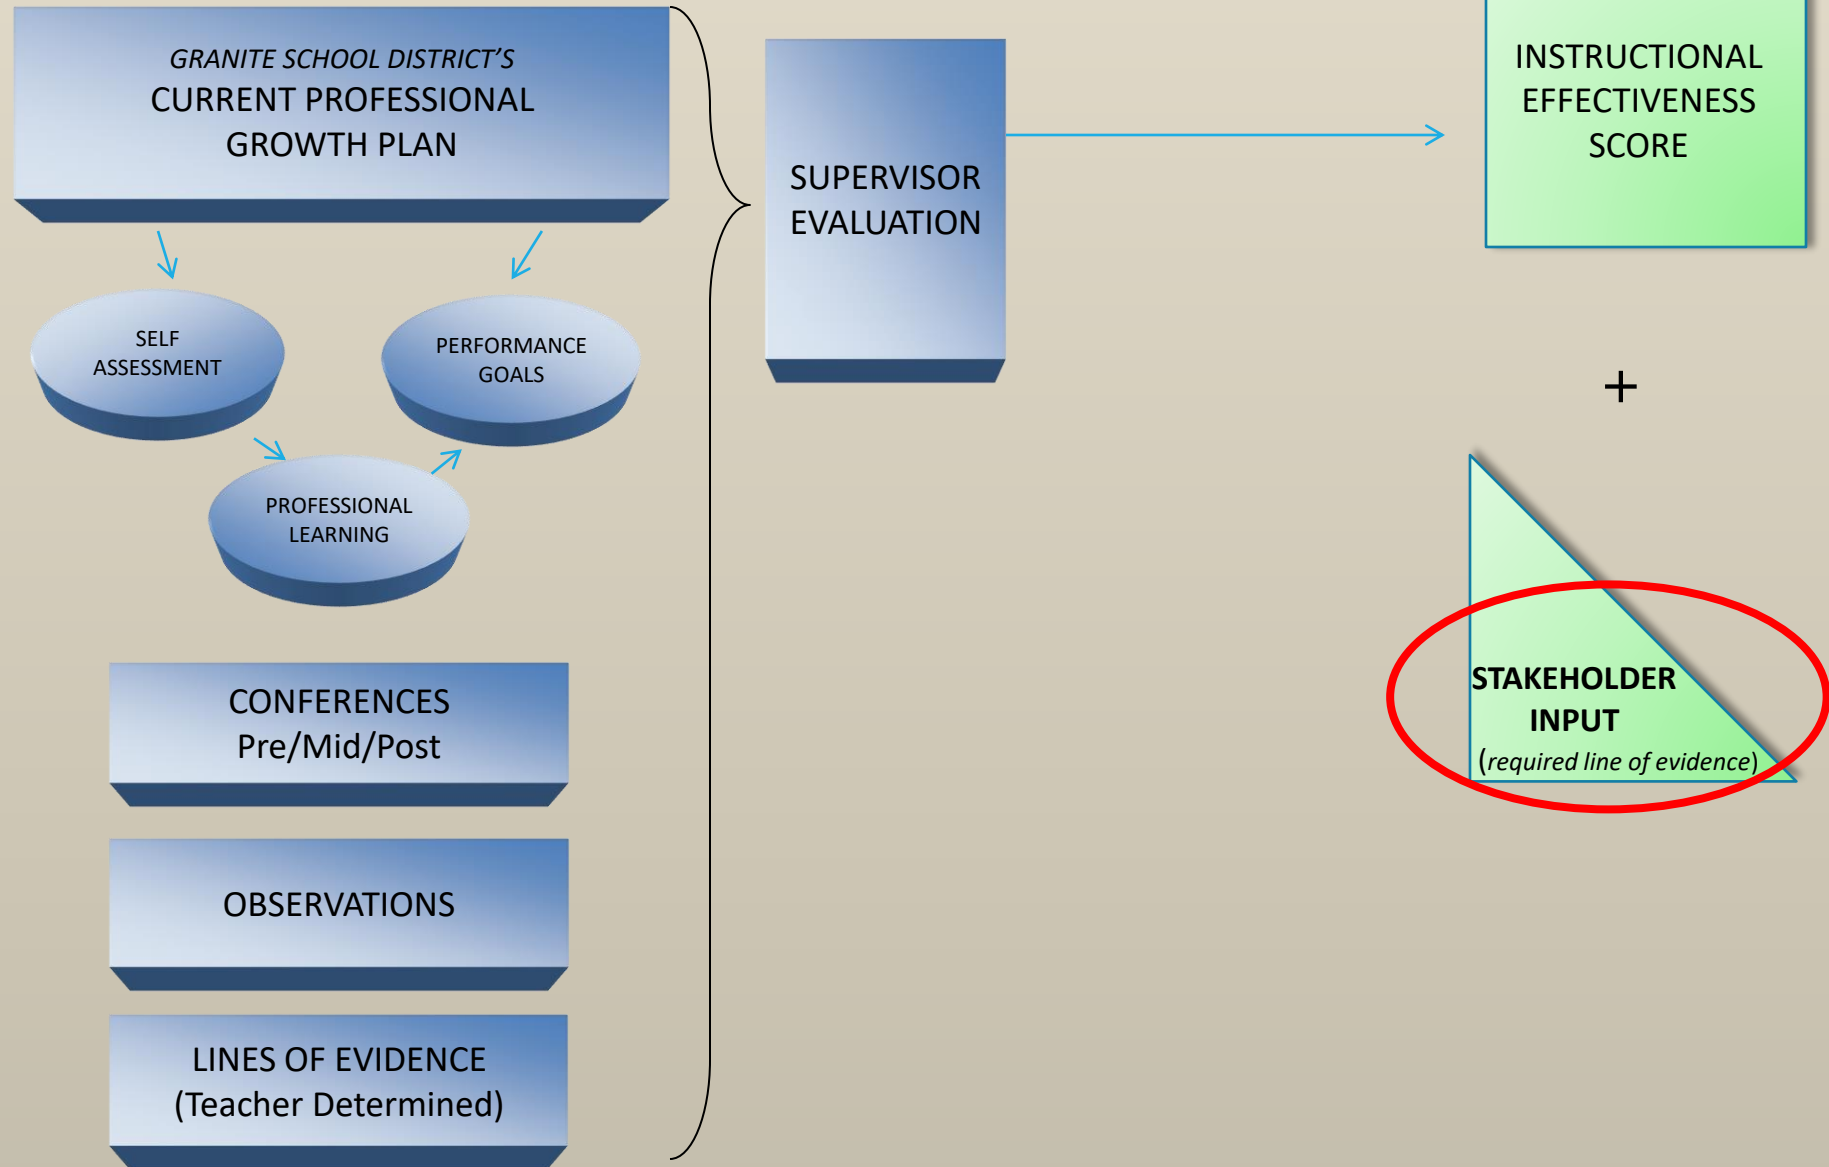 GRANITE SCHOOL DISTRICT'S
CURRENT PROFESSIONAL
GROWTH PLAN
SELF
ASSESSMENT
PERFORMANCE
GOALS
PROFESSIONAL
LEARNING
CONFERENCES
Pre/Mid/Post
OBSERVATIONS
LINES OF EVIDENCE
(Teacher Determined)
SUPERVISOR
EVALUATION
INSTRUCTIONAL
EFFECTIVENESS
SCORE
+
STAKEHOLDER
INPUT
(required line of evidence)